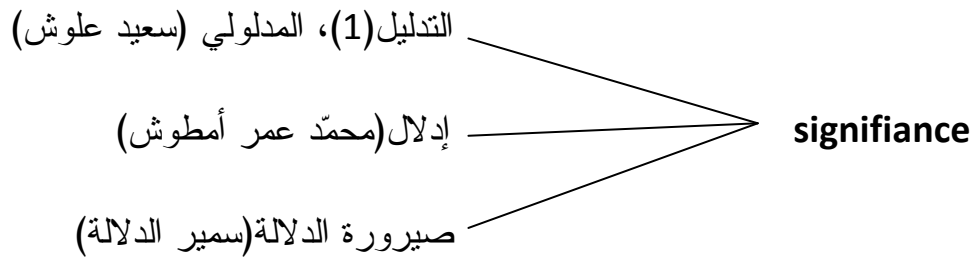 التدليل(1)، المدلولي (سعيد علوش)
إدلال(محمّد عمر أمطوش)
signifiance
صيرورة الدلالة(سمير الدلالة)